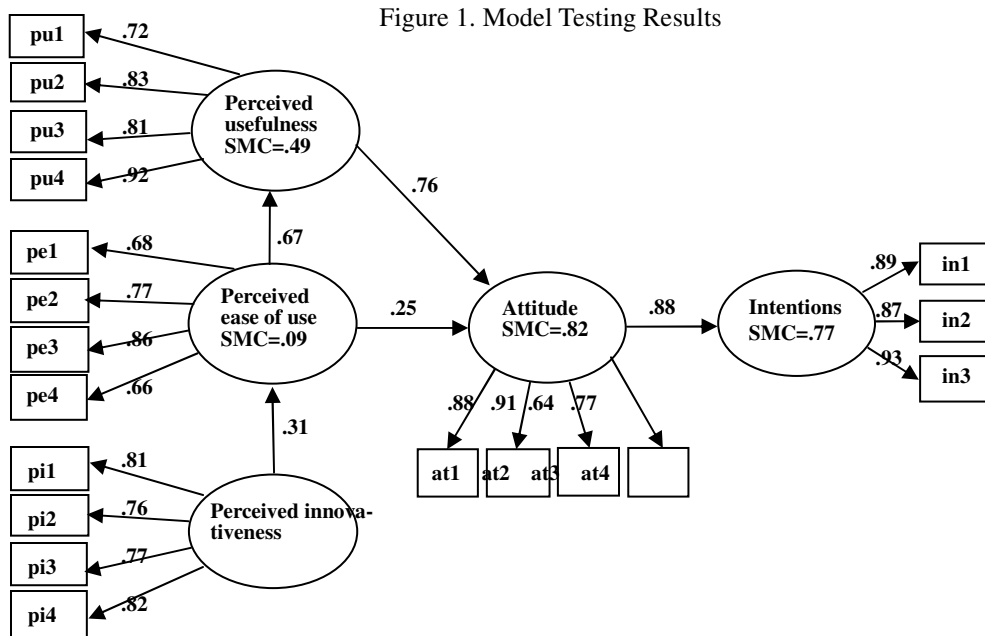 Figure 1. Model Testing Results
pu1
.72
pu2
.83
pu3
.81
pu4
.92
Perceived
usefulness
SMC=.49
.76
.67
pe1
.68
pe2
.77
pe3
.86
pe4
.66
Perceived
ease of use
SMC=.09
.25
Attitude
SMC=.82
.88
Intentions
SMC=.77
.89
in1
.87
in2
.93
in3
.88
.91
.64
.77
at1
at2
at3
at4
.31
pi1
.81
pi2
.76
pi3
.77
pi4
.82
Perceived innova-
tiveness